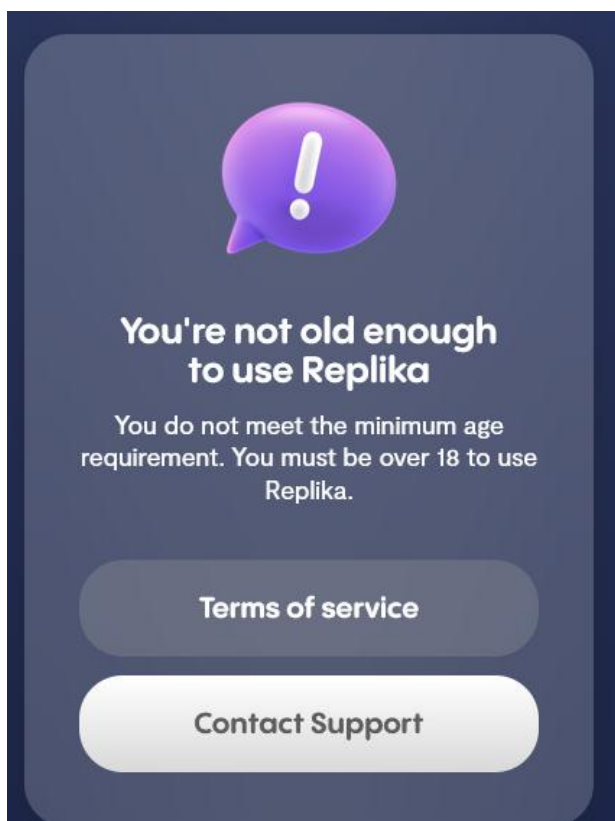 !
You're not old enough
to use Replika
You do not meet the minimum age
requirement. You must be over 18 to use
Replika.
Terms of service
Contact Support